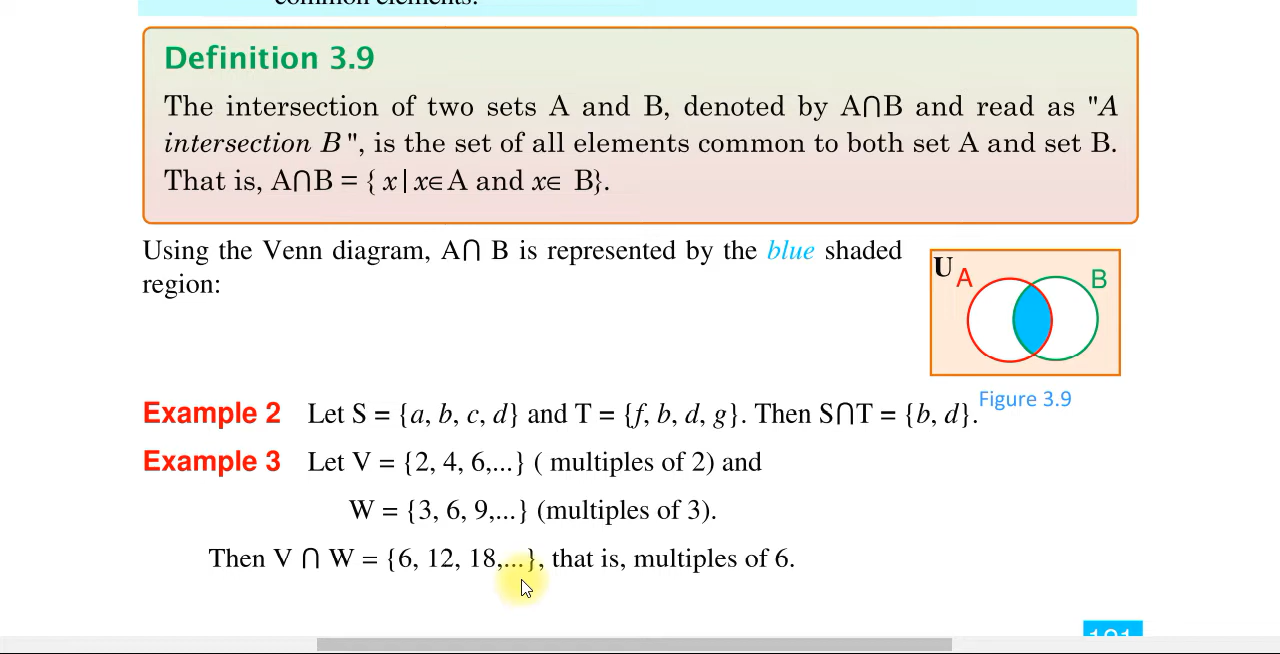 common elements.
Definition 3.9
The intersection of two sets A and B, denoted by A∩B and read as "A
intersection B ", is the set of all elements common to both set A and set B.
That is, A∩B = { x | x∈A and x∈ B}.
Using the Venn diagram, A∩ B is represented by the blue shaded
region:
U
A
B
Figure 3.9
Example 2 Let S = {a, b, c, d} and T = {f, b, d, g}. Then S∩T = {b, d}.
Example 3 Let V = {2, 4, 6,...} ( multiples of 2) and
W = {3, 6, 9,...} (multiples of 3).
Then V ∩ W = {6, 12, 18,...}, that is, multiples of 6.
101